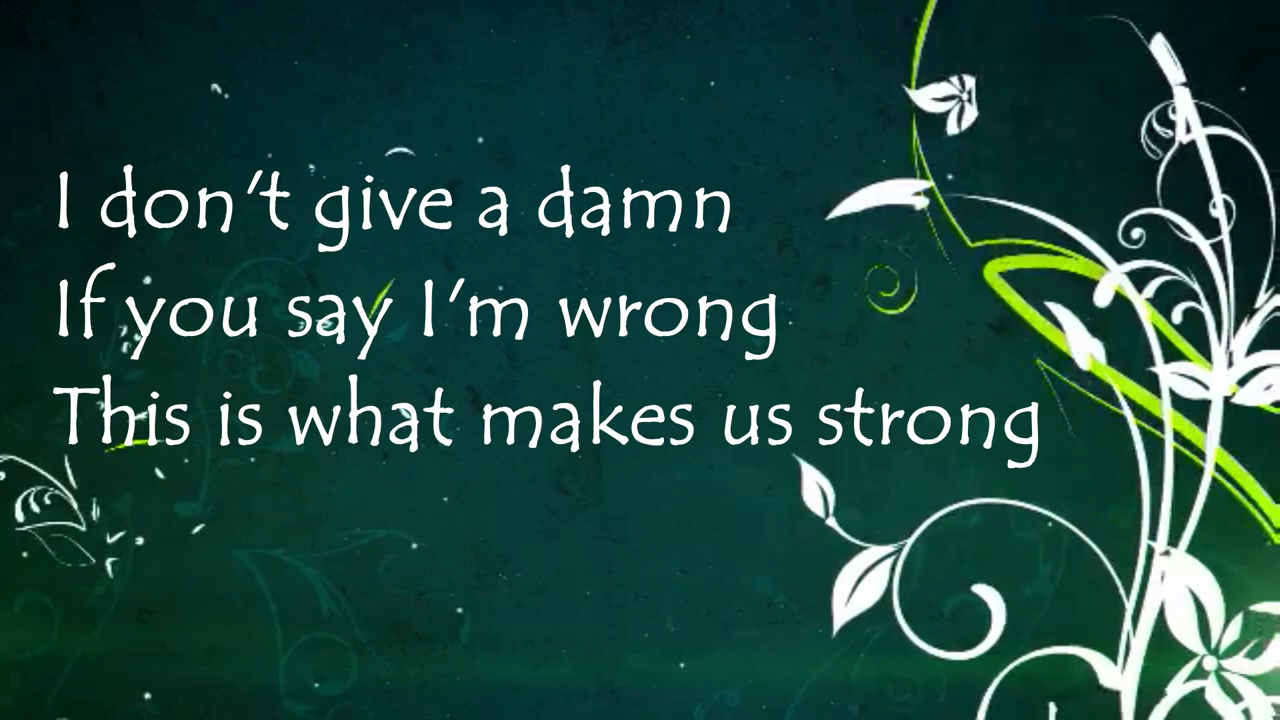 I don't give a damn
If you say I'm wrong
This is what makes us strong